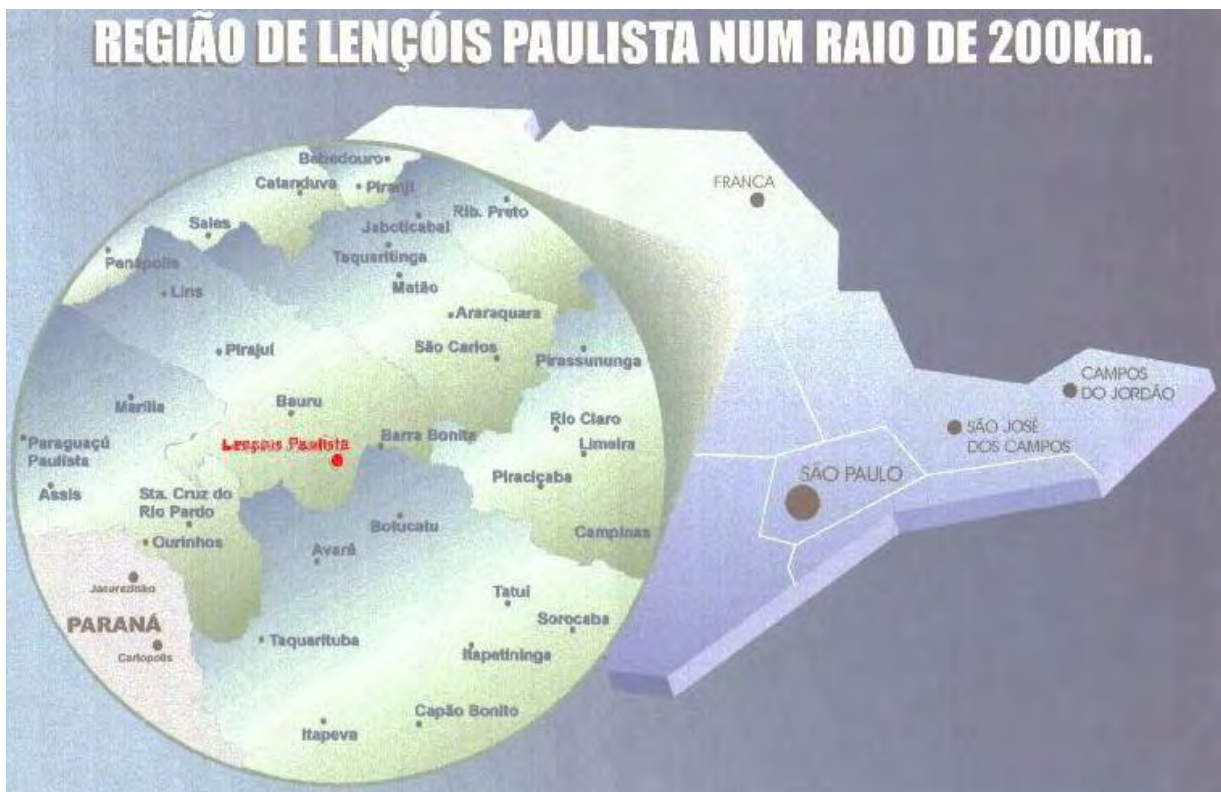 REGIÃO DE LENÇÓIS PAULISTA NUM RAIO DE 200Km.
Bebedouro
Catanduva
Piranji
Rib. Preto
Sales
Jaboticabal
Penápolis
Taquaritinga
Lins
Matão
Araraquara
Pirajuí
São Carlos
Pirassununga
Marília
Bauru
Rio Claro
Lençóis Paulista
Barra Bonita
Limeira
Paraguaçú
Paulista
Assis
Sta. Cruz do
Rio Pardo
Piraciçaba
Botucatu
Campinas
Ourinhos
Avaré
Jacarezinho
Tatuí
PARANÁ
Sorocaba
Carlopolis
Taquarituba
Itapetininga
Capão Bonito
Itapeva
FRANCA
CAMPOS
DO JORDÃO
SÃO JOSÉ
DOS CAMPOS
SÃO PAULO